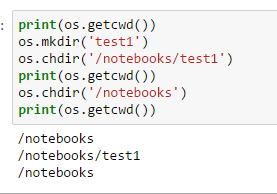 :
print(os.getcwd())
os.mkdir('test1')
os.chdir('/notebooks/test1')
print(os.getcwd())
os.chdir('/notebooks')
print(os.getcwd())
/notebooks
/notebooks/test1
/notebooks